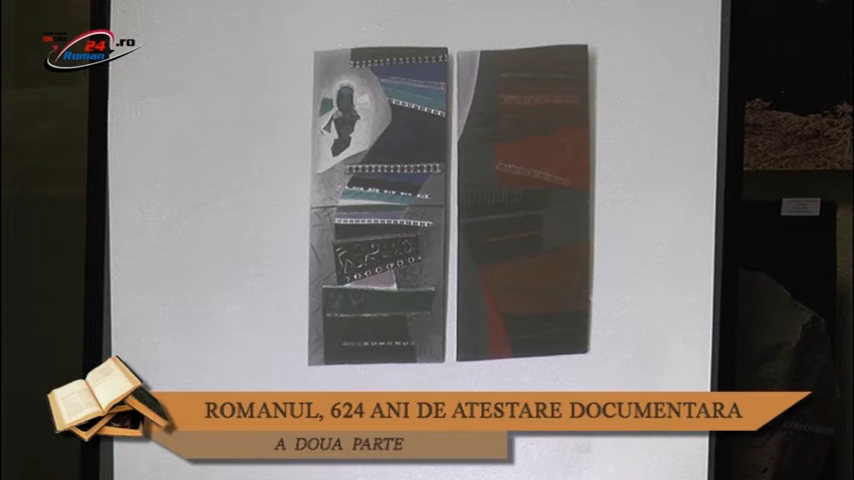 24.ro
Roman
ROMANUL, 624 ANI DE ATESTARE DOCUMENTARA
A DOUA PARTE